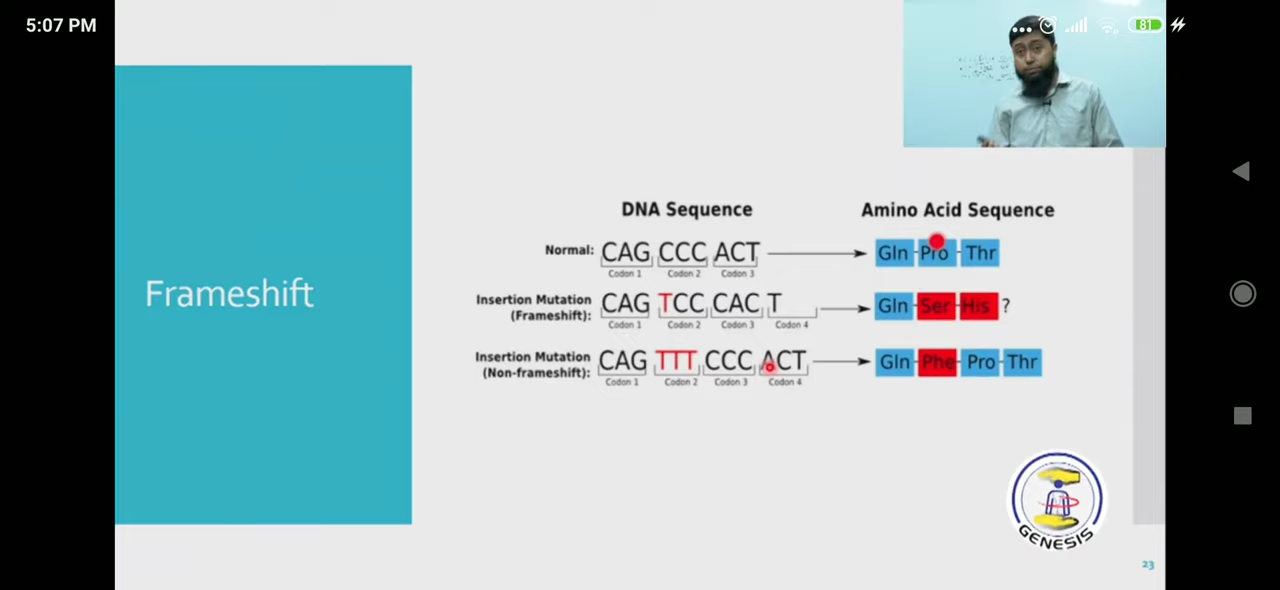 5:07 PM
81
DNA Sequence Amino Acid Sequence
Normal: CAG CCC ACT Gln Pro Thr
Codon 1 Codon 2 Codon 3
Insertion Mutation
(Frameshift): CAG TCC CAC T Gln Ser His ?
Codon 1 Codon 2 Codon 3 Codon 4
Frameshift
Insertion Mutation
(Non-frameshift): CAG TTT CCC ACT Gln Phe Pro Thr
Codon 1 Codon 2 Codon 3 Codon 4
GENESIS
23